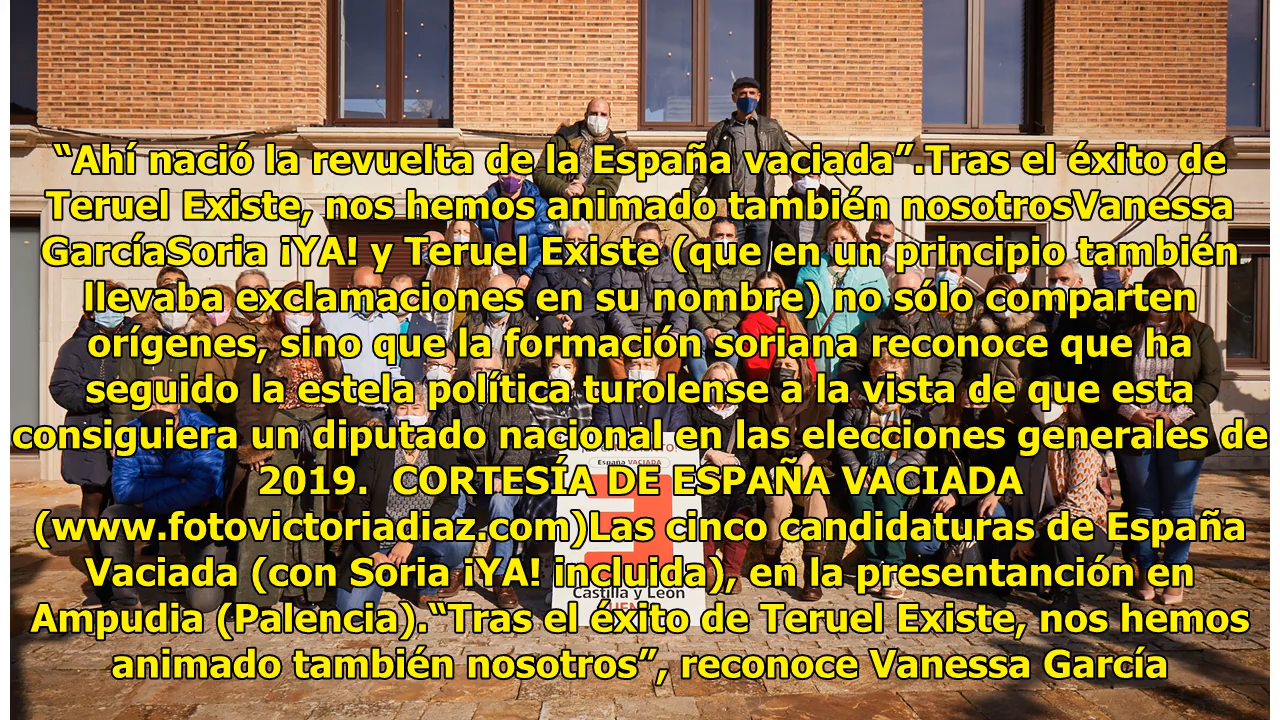 “Ahí nació la revuelta de la España vaciada”.Tras el éxito de
Teruel Existe, nos hemos animado también nosotrosVanessa
GarcíaSoria ¡YA! y Teruel Existe (que en un principio también
llevaba exclamaciones en su nombre) no sólo comparten
orígenes, sino que la formación soriana reconoce que ha
seguido la estela política turolense a la vista de que esta
consiguiera un diputado nacional en las elecciones generales de
2019. CORTESÍA DE ESPAÑA VACIADA
(www.fotovictoriadiaz.com)Las cinco candidaturas de España
Vaciada (con Soria ¡YA! incluida), en la presentanción en
Ampudia (Palencia).“Tras el éxito de Teruel Existe, nos hemos
animado también nosotros”, reconoce Vanessa García
España VACIADA
Castilla y León